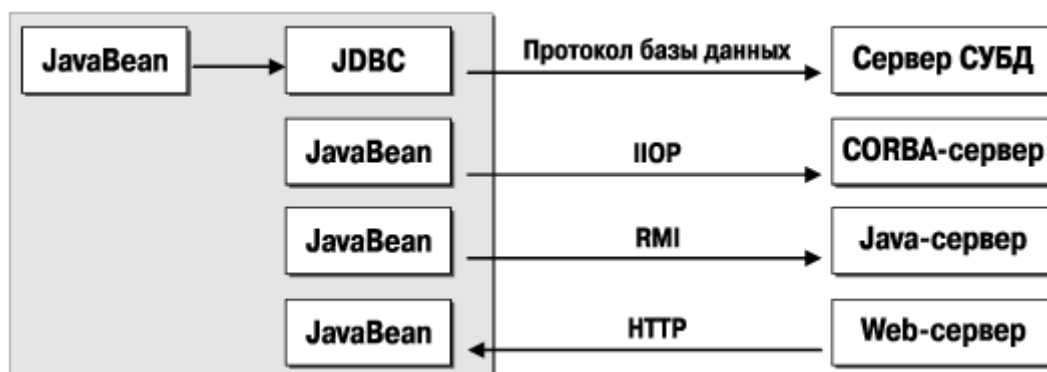 JavaBean
JDBC
Протокол базы данных
Сервер СУБД
JavaBean
IIOP
CORBA-сервер
JavaBean
RMI
Java-сервер
JavaBean
HTTP
Web-сервер